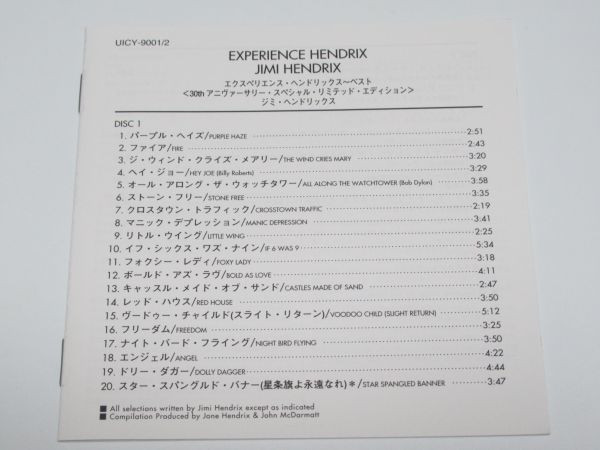 UICY-9001/2
EXPERIENCE HENDRIX
JIMI HENDRIX
エクスペリエンス・ヘンドリックス〜ベスト
<30th アニヴァーサリー・スペシャル・リミテッド・エディション>
ジミ・ヘンドリックス
DISC 1
1. パープル・ヘイズ/PURPLE HAZE 2:51
2. ファイア/FIRE 2:43
3. ジ・ウィンド・クライズ・メアリー/THE WIND CRIES MARY 3:20
4. ヘイ・ジョー/HEY JOE (Billy Roberts) 3:29
5. オール・アロング・ザ・ウォッチタワー/ALL ALONG THE WATCHTOWER (Bob Dylon) 3:58
6. ストーン・フリー/STONE FREE 3:35
7. クロスタウン・トラフィック/CROSSTOWN TRAFFIC 2:19
8. マニック・デプレッション/MANIC DEPRESSION 3:41
9. リトル・ウイング/LITTLE WING 2:25
10. イフ・シックス・ワズ・ナイン/IF 6 WAS 9 5:34
11. フォクシー・レディ/FOXY LADY 3:18
12. ボールド・アズ・ラヴ/BOLD AS LOVE 4:11
13. キャッスル・メイド・オブ・サンド/CASTLES MADE OF SAND 2:47
14. レッド・ハウス/RED HOUSE 3:50
15. ヴードゥー・チャイルド(スライト・リターン)/VOODOO CHILD (SLIGHT RETURN) 5:12
16. フリーダム/FREEDOM 3:25
17. ナイト・バード・フライング/NIGHT BIRD FLYING 3:50
18. エンジェル/ANGEL 4:22
19. ドリー・ダガー/DOLLY DAGGER 4:44
20. スター・スパングルド・バナー(星条旗よ永遠なれ)＊/STAR SPANGLED BANNER 3:47
■ All selections written by Jimi Hendrix except as indicated
■ Compilation Produced by Jane Hendrix & John McDarmatt